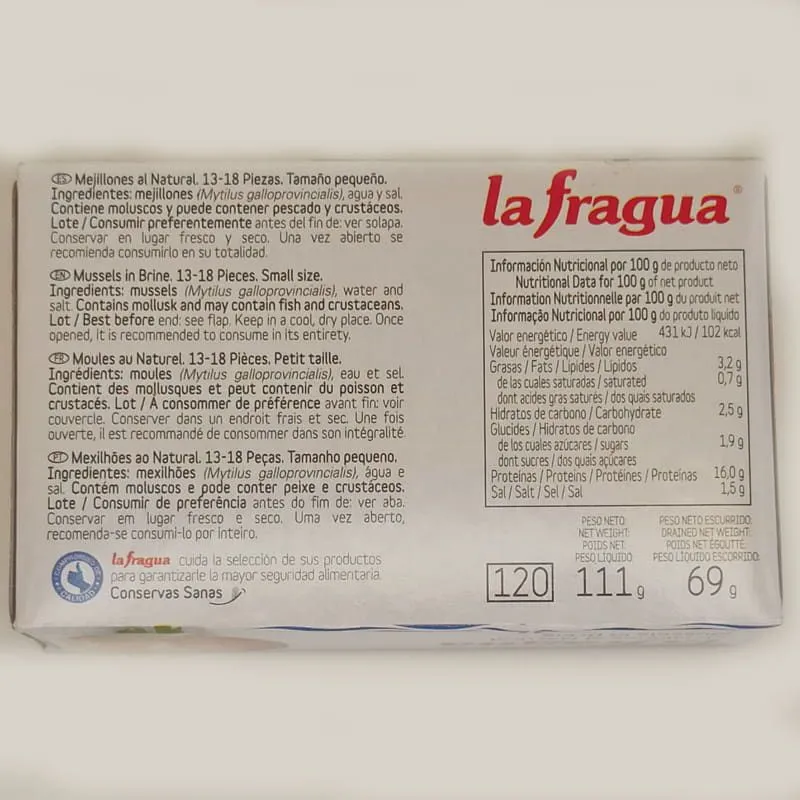 ES Mejillones al Natural. 13-18 Piezas. Tamaño pequeño.
Ingredientes: mejillones (Mytilus galloprovincialis), agua y sal.
Contiene moluscos y puede contener pescado y crustáceos.
Lote / Consumir preferentemente antes del fin de: ver solapa.
Conservar en lugar fresco y seco. Una vez abierto se
recomienda consumirlo en su totalidad.
EN Mussels in Brine. 13-18 Pieces. Small size.
Ingredients: mussels (Mytilus galloprovincialis), water and
salt. Contains mollusk and may contain fish and crustaceans.
Lot / Best before end: see flap. Keep in a cool, dry place. Once
opened, it is recommended to consume in its entirety.
FR Moules au Naturel. 13-18 Pièces. Petit taille.
Ingrédients: moules (Mytilus galloprovincialis), eau et sel.
Contient des mollusques et peut contenir du poisson et
crustacés. Lot / À consommer de préférence avant fin: voir
couvercle. Conserver dans un endroit frais et sec. Une fois
ouverte, il est recommandé de consommer dans son intégralité
PT Mexilhões ao Natural. 13-18 Peças. Tamanho pequeno.
Ingredientes: mexilhões (Mytilus galloprovincialis), água e
sal. Contém moluscos e pode conter peixe e crustáceos.
Lote / Consumir de preferência antes do fim de: ver aba.
Conservar em lugar fresco e seco. Uma vez aberto,
recomenda-se consumi-lo por inteiro.
COMPROMISO DE CALIDAD
la fragua cuida la selección de sus productos
para garantizarle la mayor seguridad alimentaria.
Conservas Sanas
la fragua®
Información Nutricional por 100 g de producto neto
Nutritional Data for 100 g of net product
Information Nutritionnelle par 100 g du produit net
Informação Nutricional por 100 g do produto líquido
Valor energético / Energy value 431 kJ / 102 kcal
Valeur énergétique / Valor energético
Grasas / Fats / Lipides / Lípidos 3,2 g
de las cuales saturadas / saturated 0,7 g
dont acides gras saturés / dos quais saturados
Hidratos de carbono / Carbohydrate 2,5 g
Glucides / Hidratos de carbono
de los cuales azúcares / sugars 1,9 g
dont sucres / dos quais açúcares
Proteínas / Proteins / Protéines / Proteínas 16,0 g
Sal / Salt / Sel / Sal 1,5 g
PESO NETO:
NET WEIGHT:
POIDS NET:
PESO LÍQUIDO:
PESO NETO ESCURRIDO:
DRAINED NET WEIGHT:
POIDS NET ÉGOUTTÉ:
PESO LÍQUIDO ESCORRIDO:
120 111 g 69 g